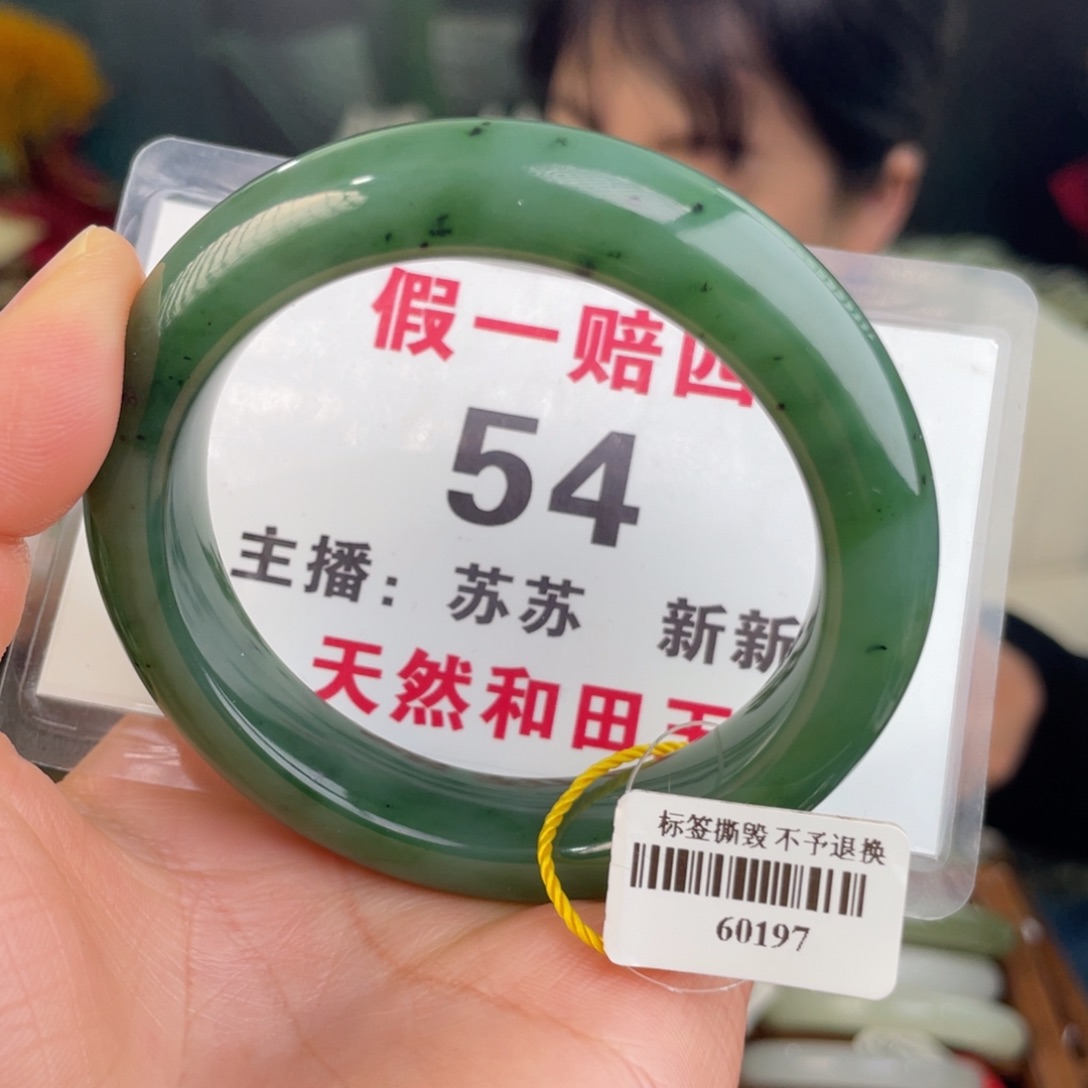 假一赔四
54
主播：苏苏 新新
天然和田玉
标签撕毁 不予退换
60197